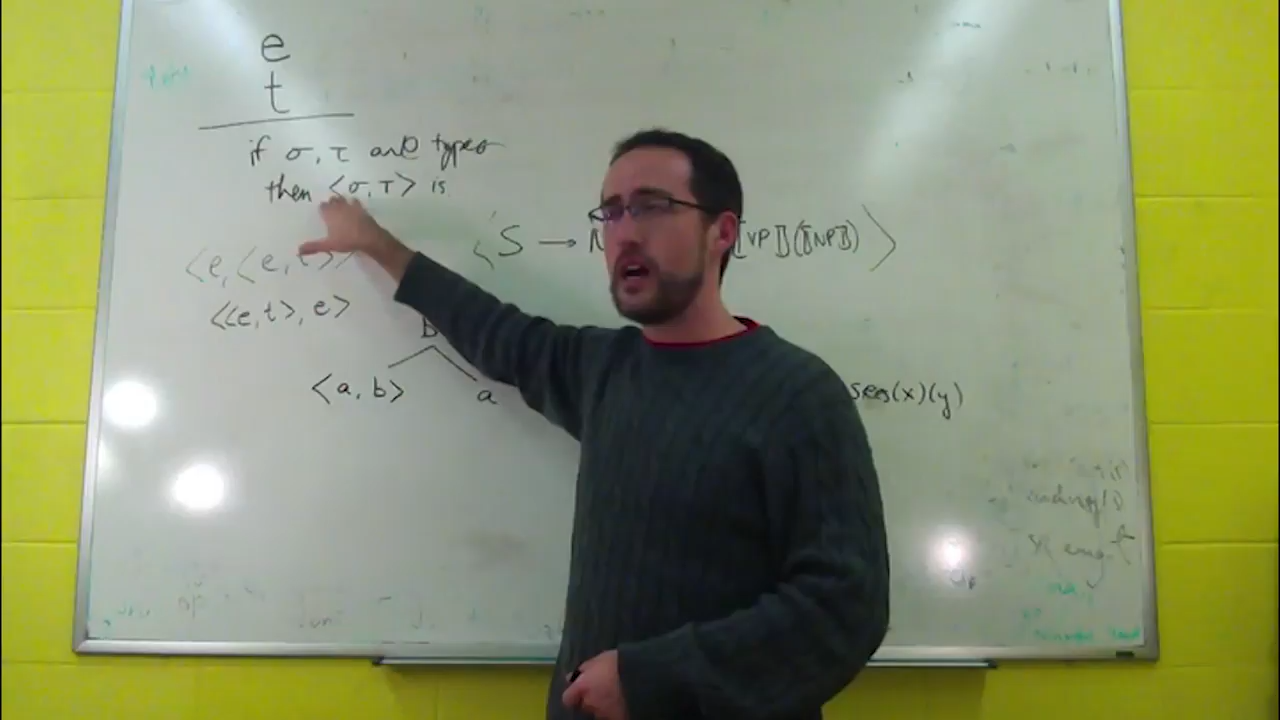 e
t
if σ, τ are types
then <σ, τ> is
<e, <e, t>>
<<e, t>, e>
<S → N ⟦VP⟧(⟦NP⟧)>
B
<a, b> a
sees(x)(y)